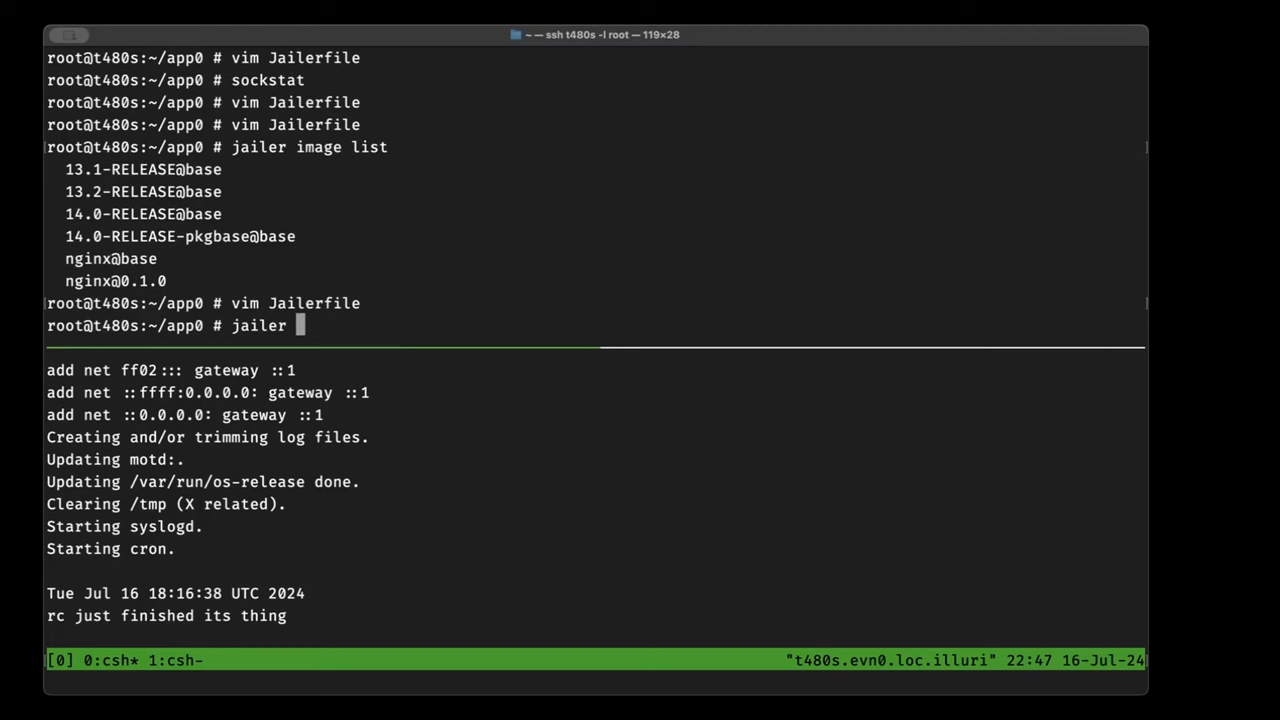 ~ — ssh t480s -l root — 119×28
root@t480s:~/app0 # vim Jailerfile
root@t480s:~/app0 # sockstat
root@t480s:~/app0 # vim Jailerfile
root@t480s:~/app0 # vim Jailerfile
root@t480s:~/app0 # jailer image list
13.1-RELEASE@base
13.2-RELEASE@base
14.0-RELEASE@base
14.0-RELEASE-pkgbase@base
nginx@base
nginx@0.1.0
root@t480s:~/app0 # vim Jailerfile
root@t480s:~/app0 # jailer
add net ff02::: gateway ::1
add net ::ffff:0.0.0.0: gateway ::1
add net ::0.0.0.0: gateway ::1
Creating and/or trimming log files.
Updating motd:.
Updating /var/run/os-release done.
Clearing /tmp (X related).
Starting syslogd.
Starting cron.
Tue Jul 16 18:16:38 UTC 2024
rc just finished its thing
[0] 0:csh* 1:csh- "t480s.evn0.loc.illuri" 22:47 16-Jul-24